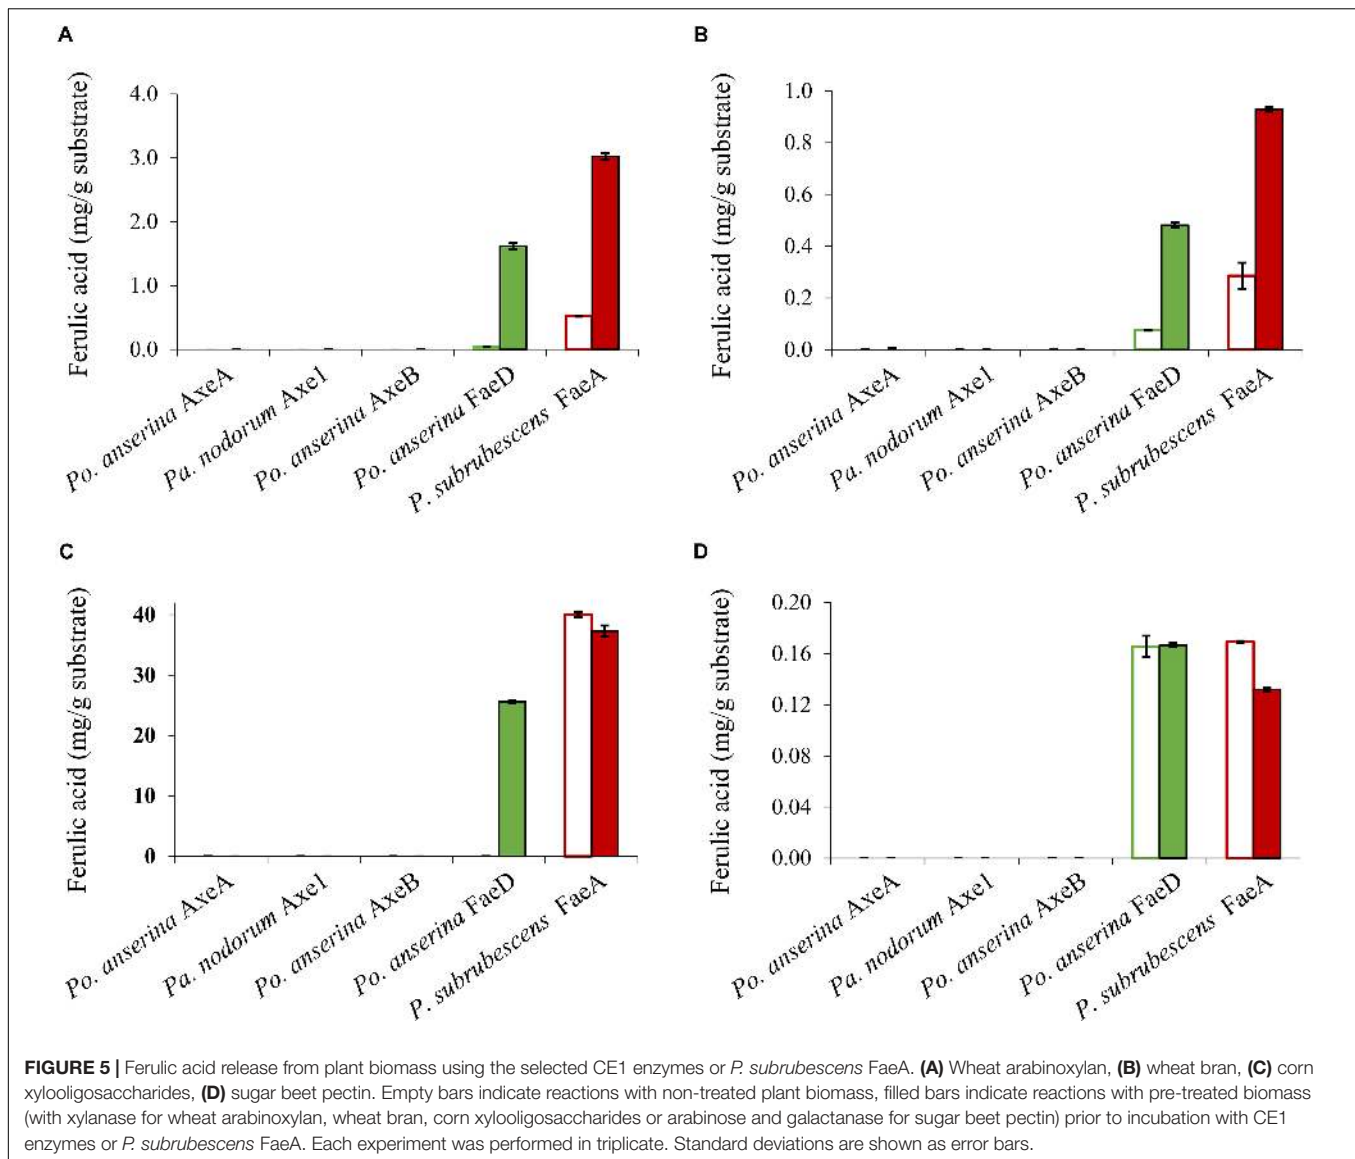 A
Ferulic acid (mg/g substrate)
4.0
3.0
2.0
1.0
0.0
Po. anserina AxeA
Pa. nodorum Axe1
Po. anserina AxeB
Po. anserina FaeD
P. subrubescens FaeA
B
Ferulic acid (mg/g substrate)
1.0
0.8
0.6
0.4
0.2
0.0
Po. anserina AxeA
Pa. nodorum Axe1
Po. anserina AxeB
Po. anserina FaeD
P. subrubescens FaeA
C
Ferulic acid (mg/g substrate)
40
30
20
10
0
Po. anserina AxeA
Pa. nodorum Axe1
Po. anserina AxeB
Po. anserina FaeD
P. subrubescens FaeA
D
Ferulic acid (mg/g substrate)
0.20
0.16
0.12
0.08
0.04
0.00
Po. anserina AxeA
Pa. nodorum Axe1
Po. anserina AxeB
Po. anserina FaeD
P. subrubescens FaeA
FIGURE 5 | Ferulic acid release from plant biomass using the selected CE1 enzymes or P. subrubescens FaeA. (A) Wheat arabinoxylan, (B) wheat bran, (C) corn
xylooligosaccharides, (D) sugar beet pectin. Empty bars indicate reactions with non-treated plant biomass, filled bars indicate reactions with pre-treated biomass
(with xylanase for wheat arabinoxylan, wheat bran, corn xylooligosaccharides or arabinose and galactanase for sugar beet pectin) prior to incubation with CE1
enzymes or P. subrubescens FaeA. Each experiment was performed in triplicate. Standard deviations are shown as error bars.